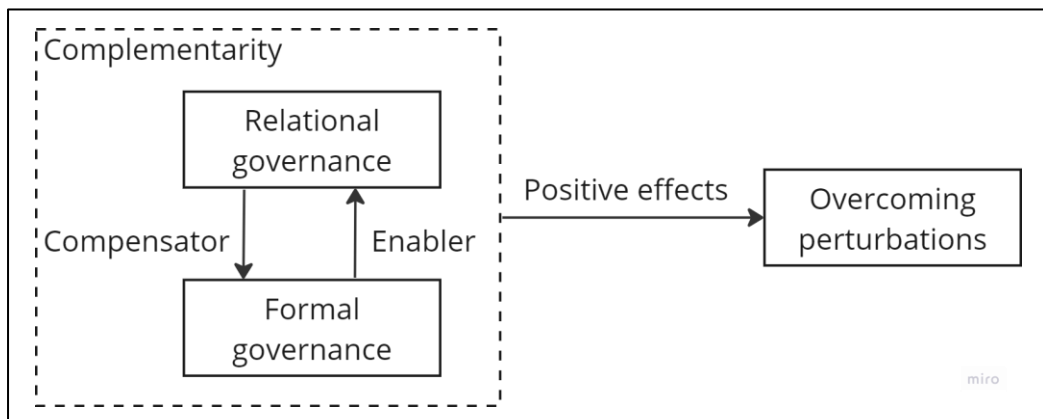 Complementarity
Relational
governance
Compensator
Enabler
Formal
governance
Positive effects
Overcoming
perturbations
miro